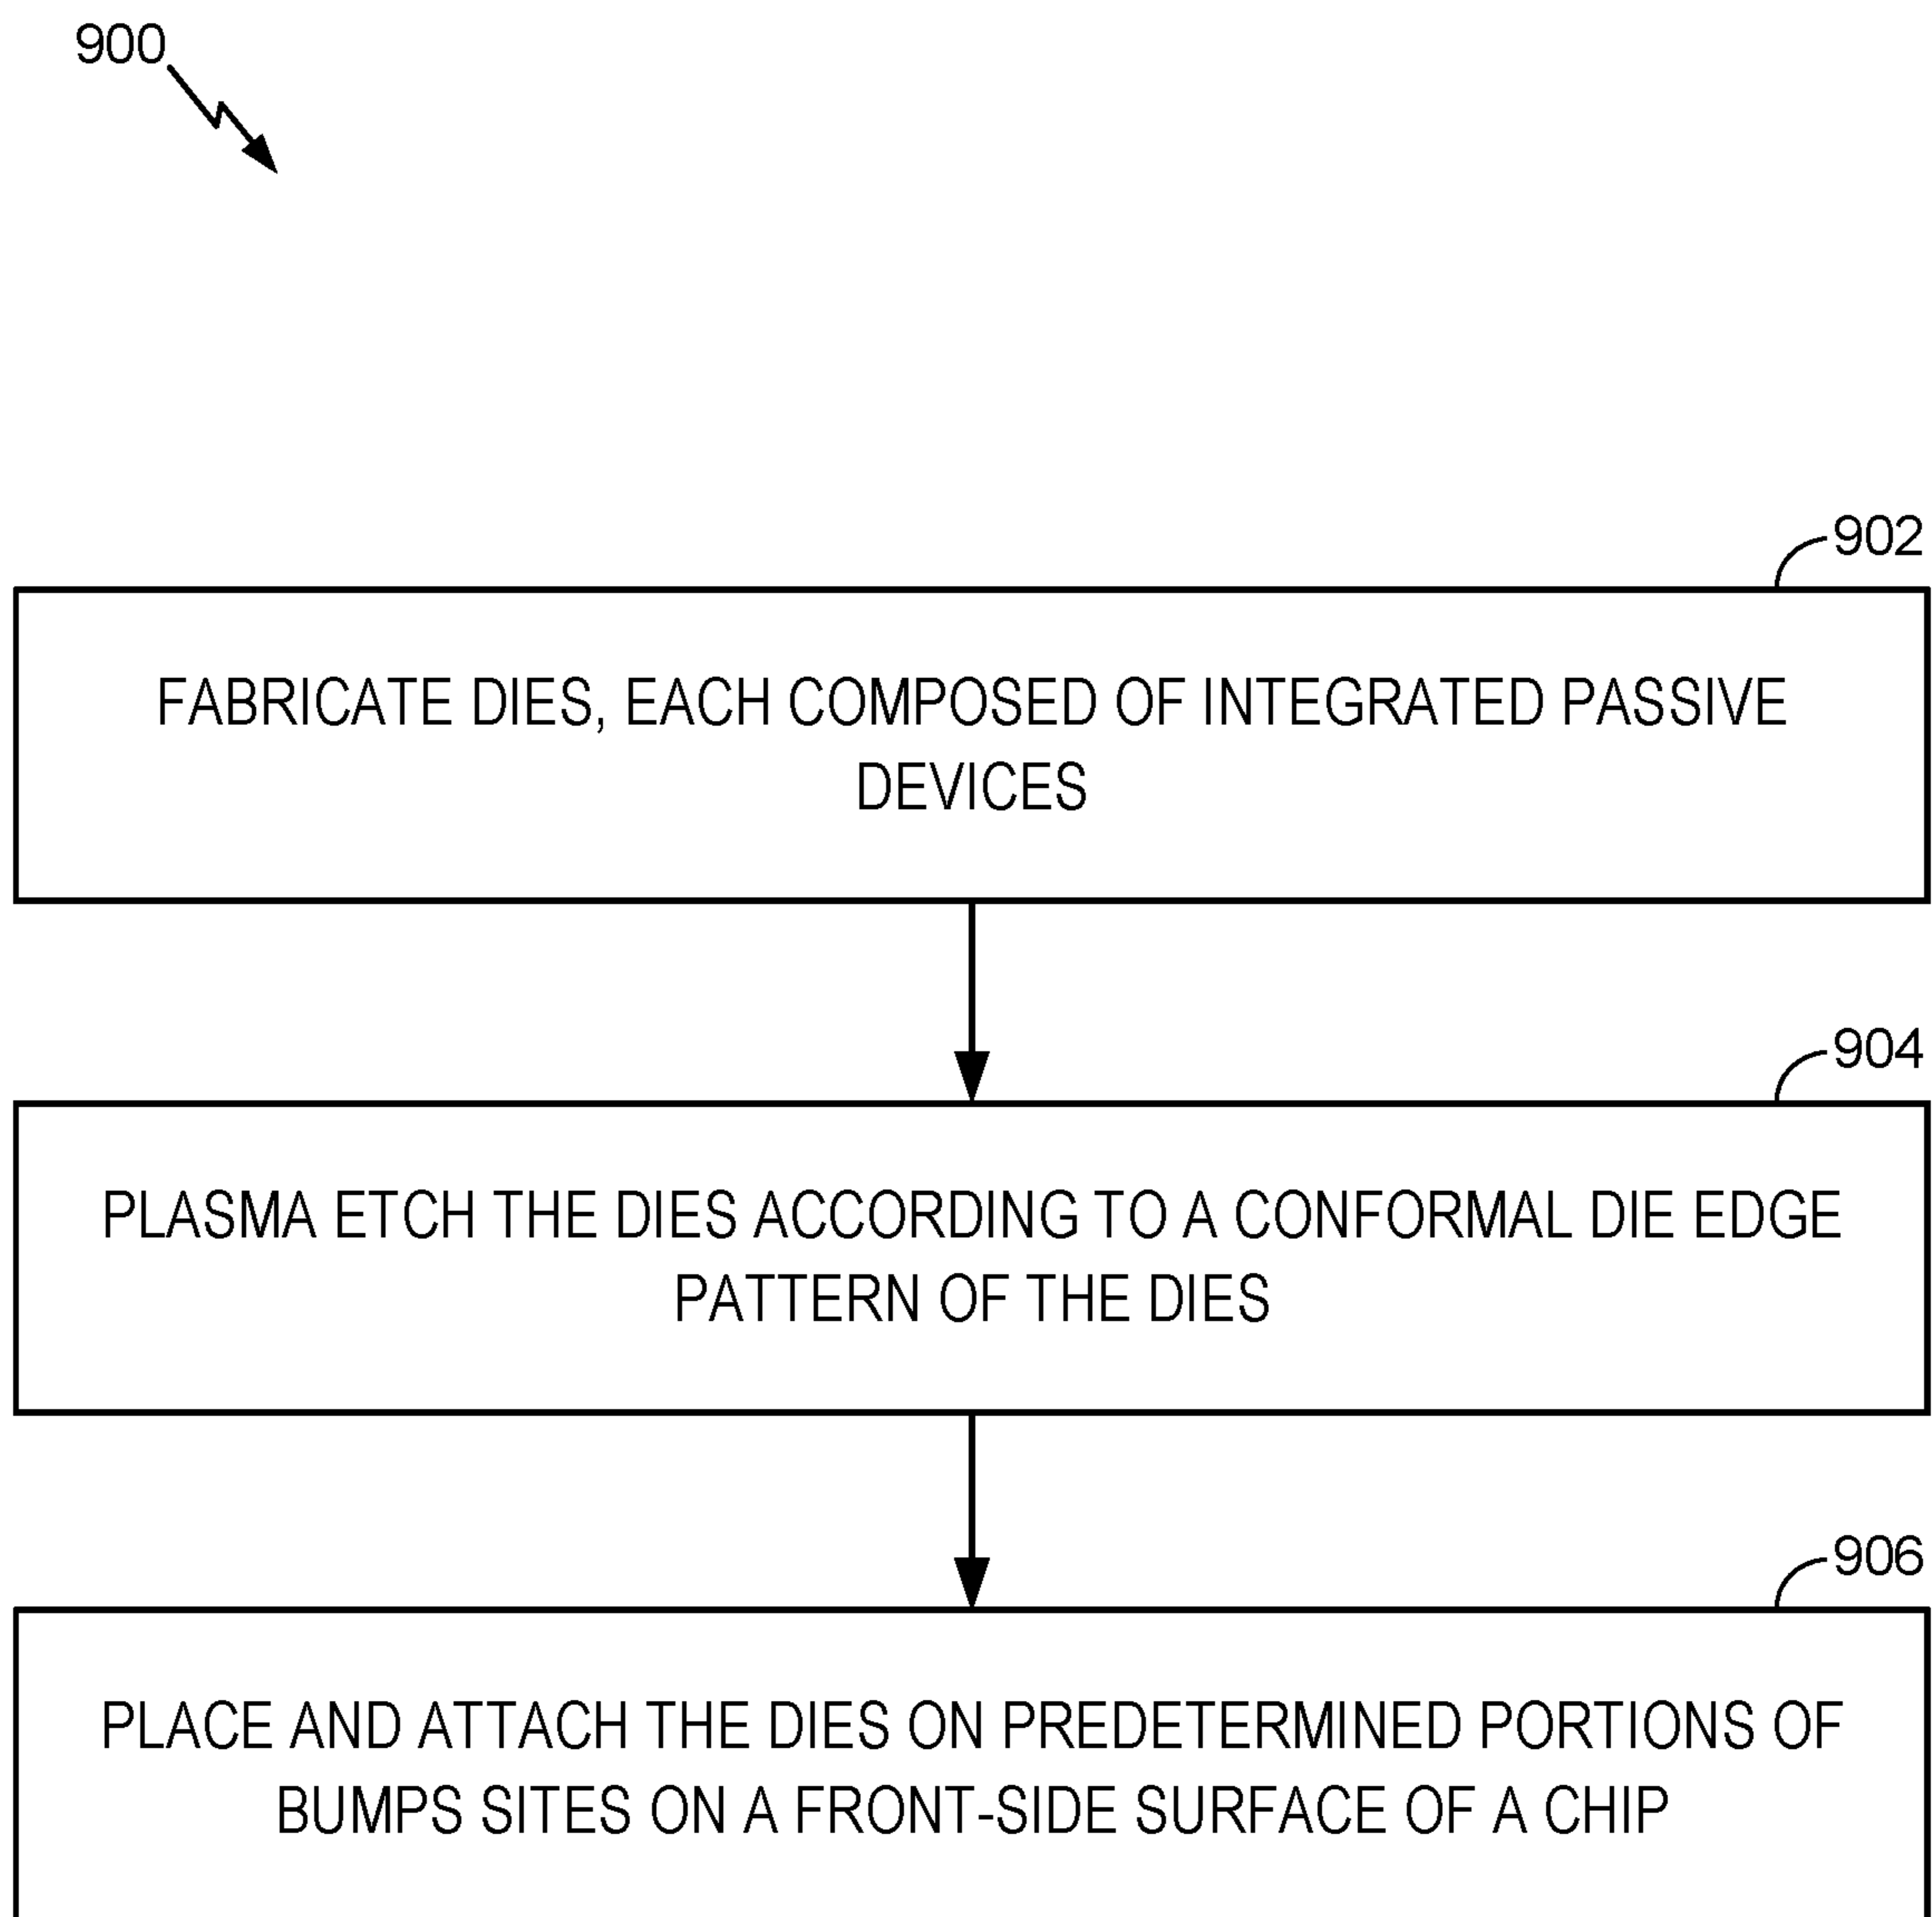 900
902
FABRICATE DIES, EACH COMPOSED OF INTEGRATED PASSIVE
DEVICES
904
PLASMA ETCH THE DIES ACCORDING TO A CONFORMAL DIE EDGE
PATTERN OF THE DIES
906
PLACE AND ATTACH THE DIES ON PREDETERMINED PORTIONS OF
BUMPS SITES ON A FRONT-SIDE SURFACE OF A CHIP